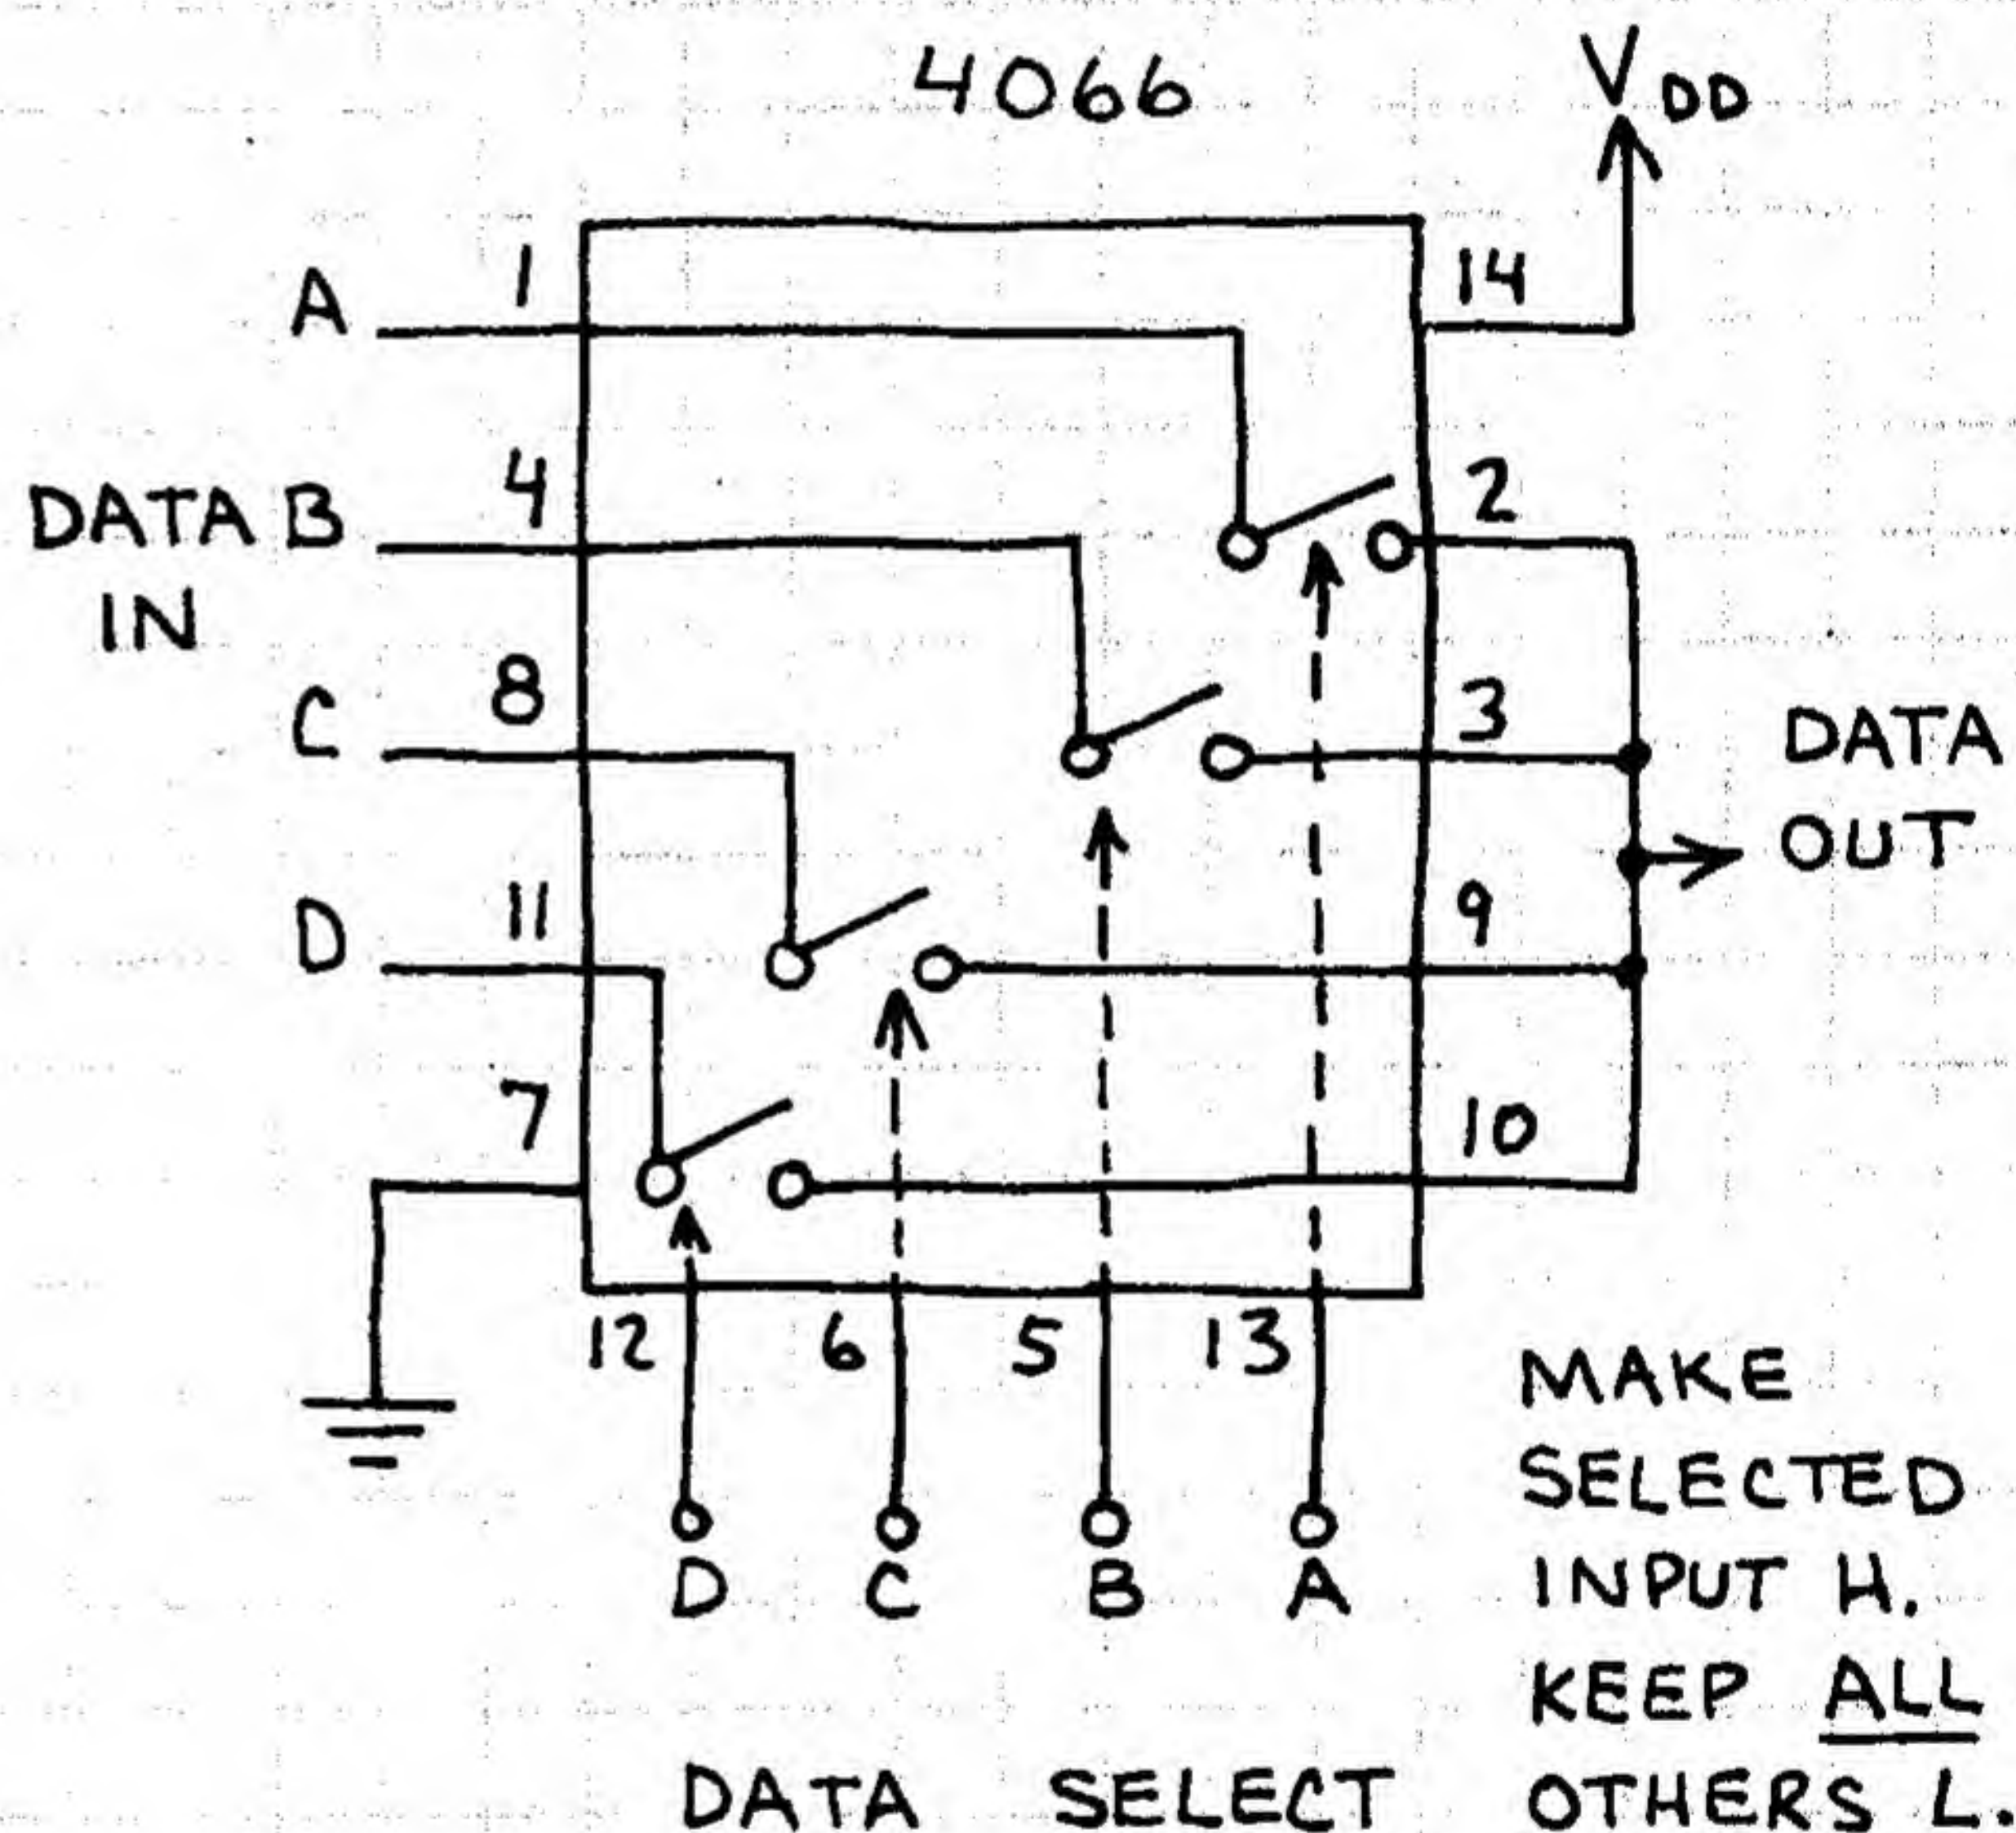 4066
VDD
A 1 14
DATA B 4 2
IN
C 8 3
DATA
OUT
D 11 9
7 10
12 6 5 13
D C B A
MAKE
SELECTED
INPUT H.
KEEP ALL
OTHERS L.
DATA SELECT